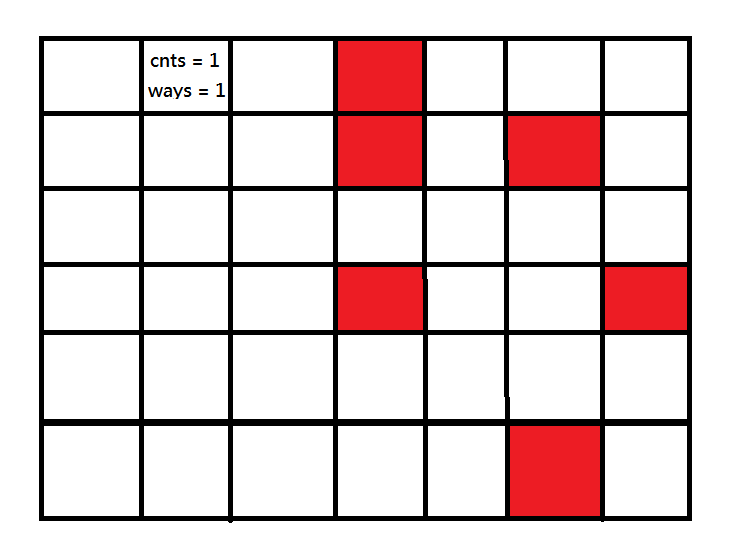 cnts = 1
ways = 1